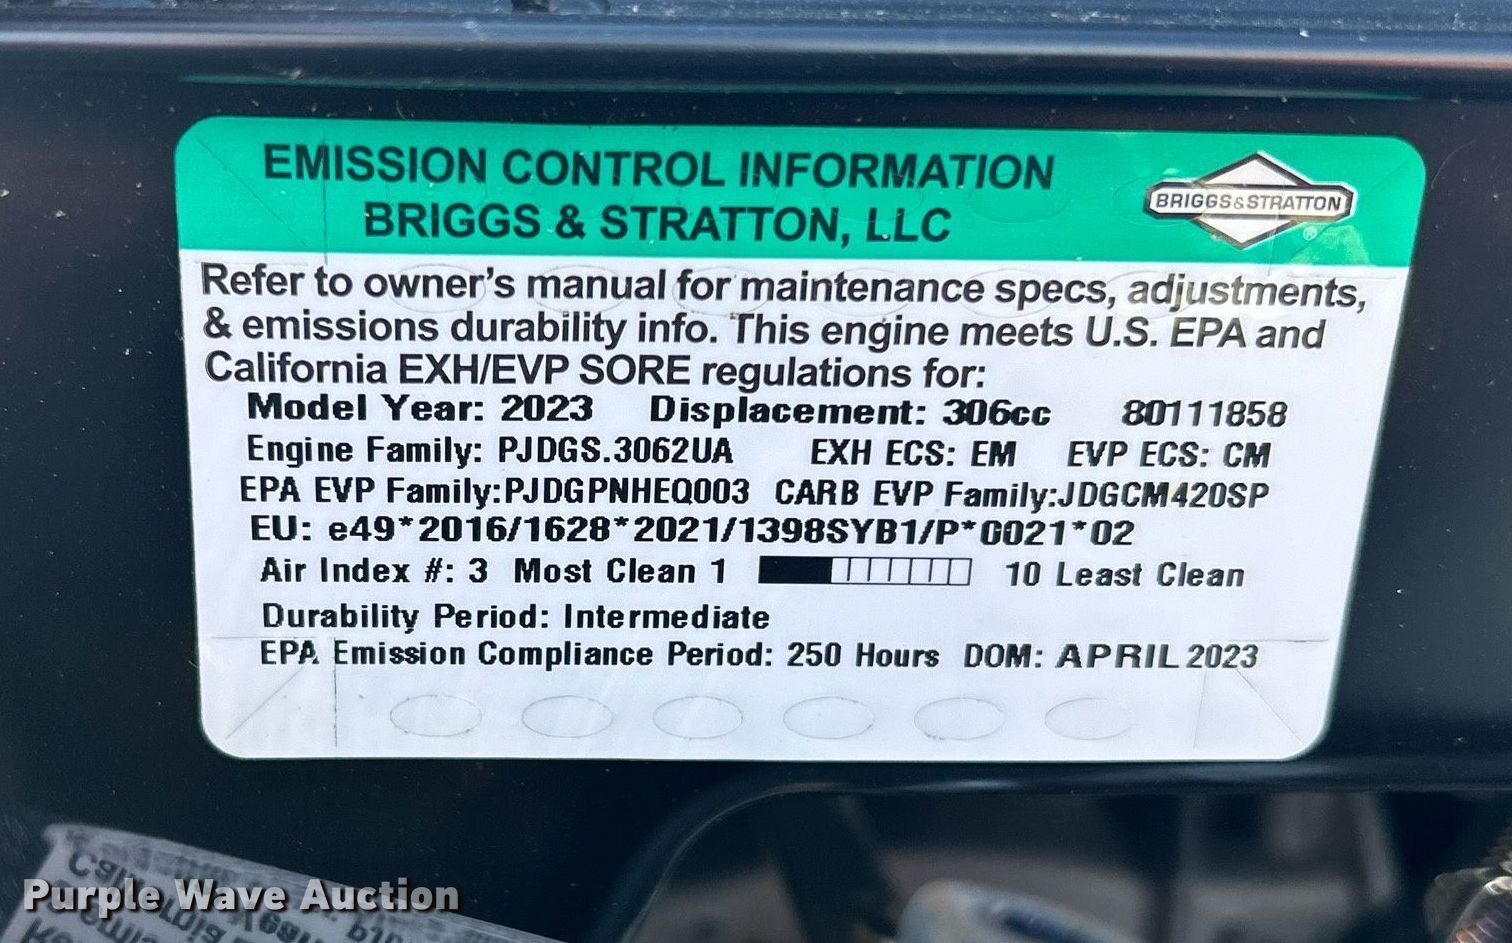 EMISSION CONTROL INFORMATION
BRIGGS & STRATTON, LLC
BRIGGS&STRATTON
®
Refer to owner's manual for maintenance specs, adjustments,
& emissions durability info. This engine meets U.S. EPA and
California EXH/EVP SORE regulations for:
Model Year: 2023 Displacement: 306cc 80111858
Engine Family: PJDGS.3062UA EXH ECS: EM EVP ECS: CM
EPA EVP Family:PJDGPNHEQ003 CARB EVP Family:JDGCM420SP
EU: e49*2016/1628*2021/1398SYB1/P*0021*02
Air Index #: 3 Most Clean 1 10 Least Clean
Durability Period: Intermediate
EPA Emission Compliance Period: 250 Hours DOM: APRIL 2023
Purple Wave Auction